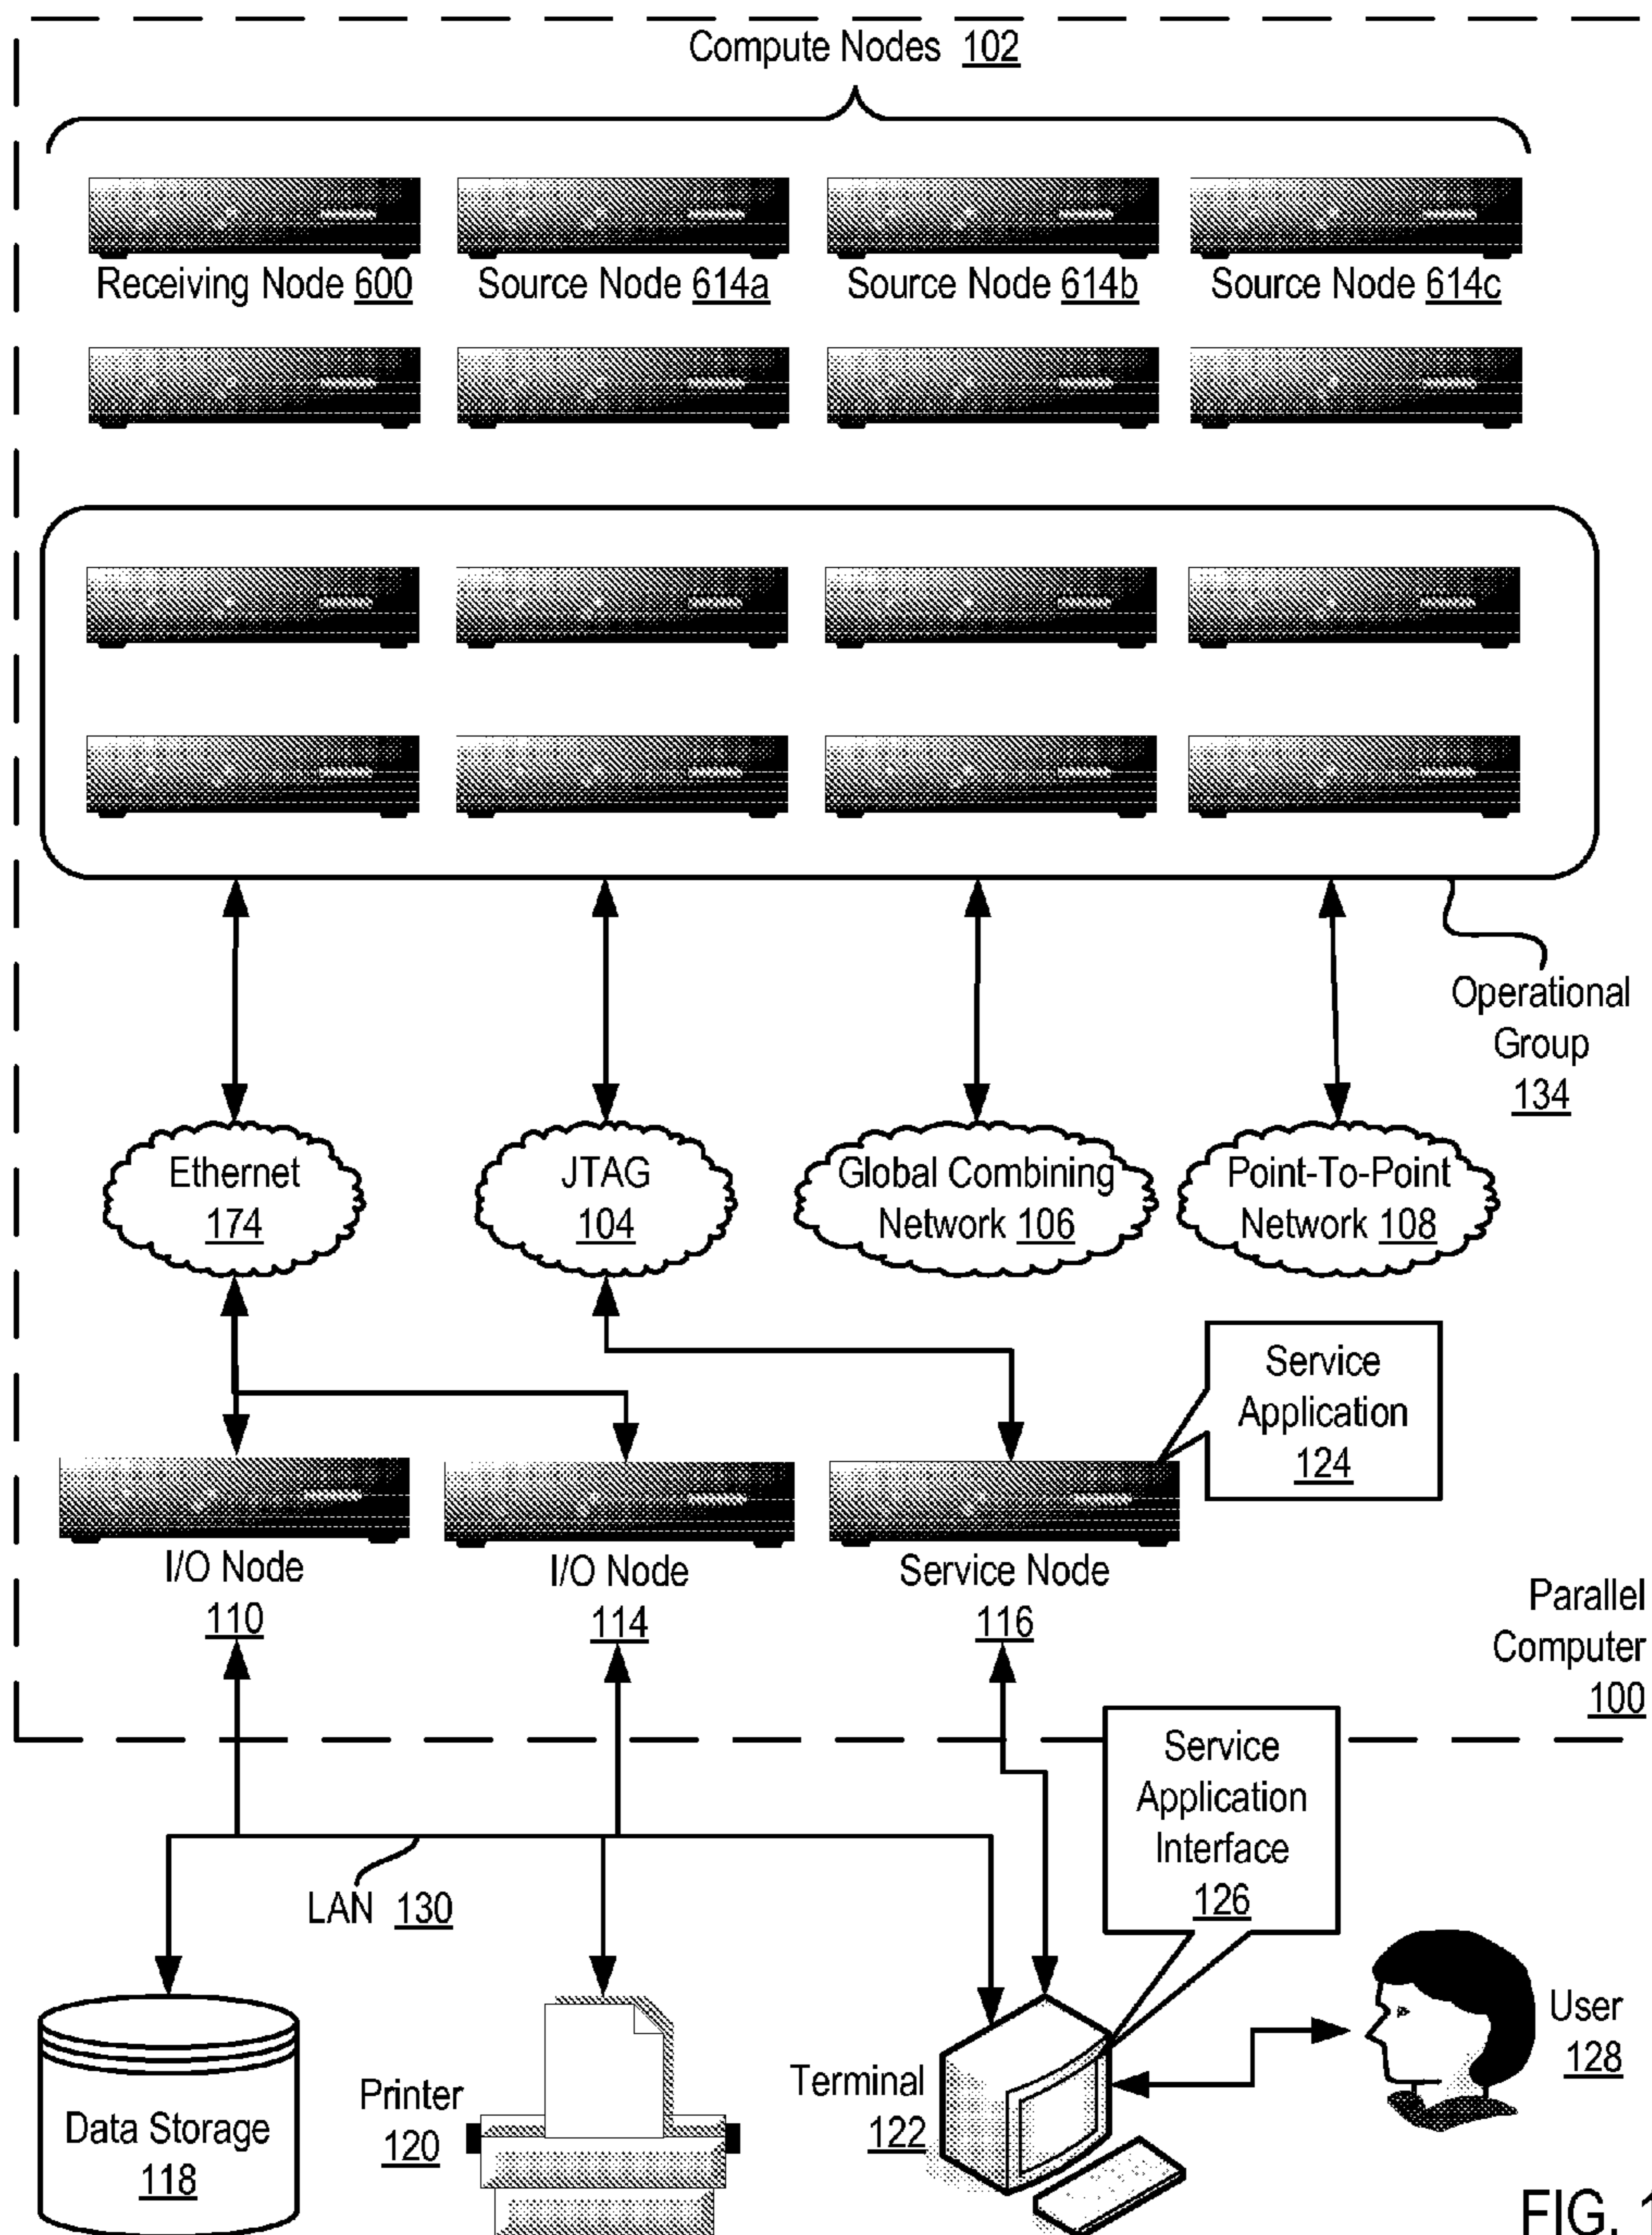 Compute Nodes 102
Receiving Node 600
Source Node 614a
Source Node 614b
Source Node 614c
Operational
Group
134
Ethernet
174
JTAG
104
Global Combining
Network 106
Point-To-Point
Network 108
Service
Application
124
I/O Node
110
I/O Node
114
Service Node
116
Parallel
Computer
100
Service
Application
Interface
126
LAN 130
Data Storage
118
Printer
120
Terminal
122
User
128
FIG. 1